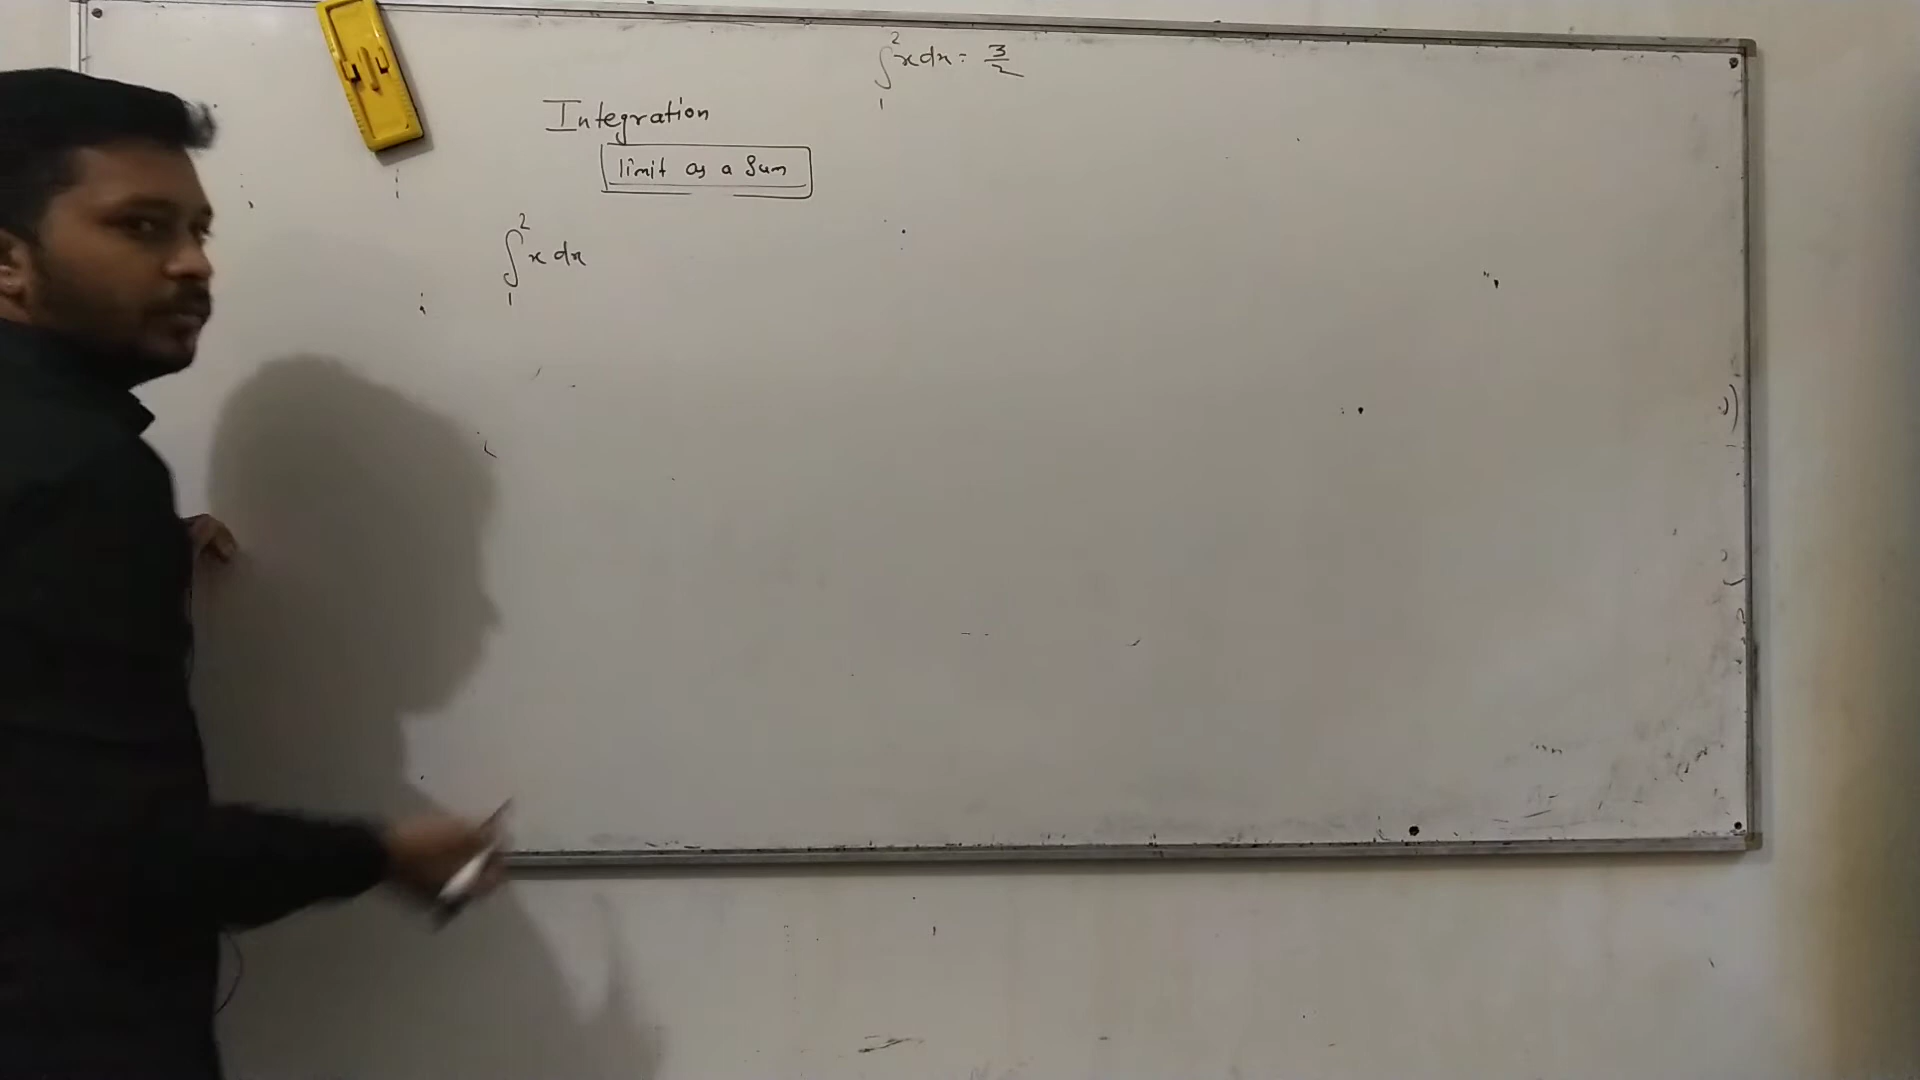 ∫₁² x dx = 3/2
Integration
limit as a Sum
∫₁² x dx